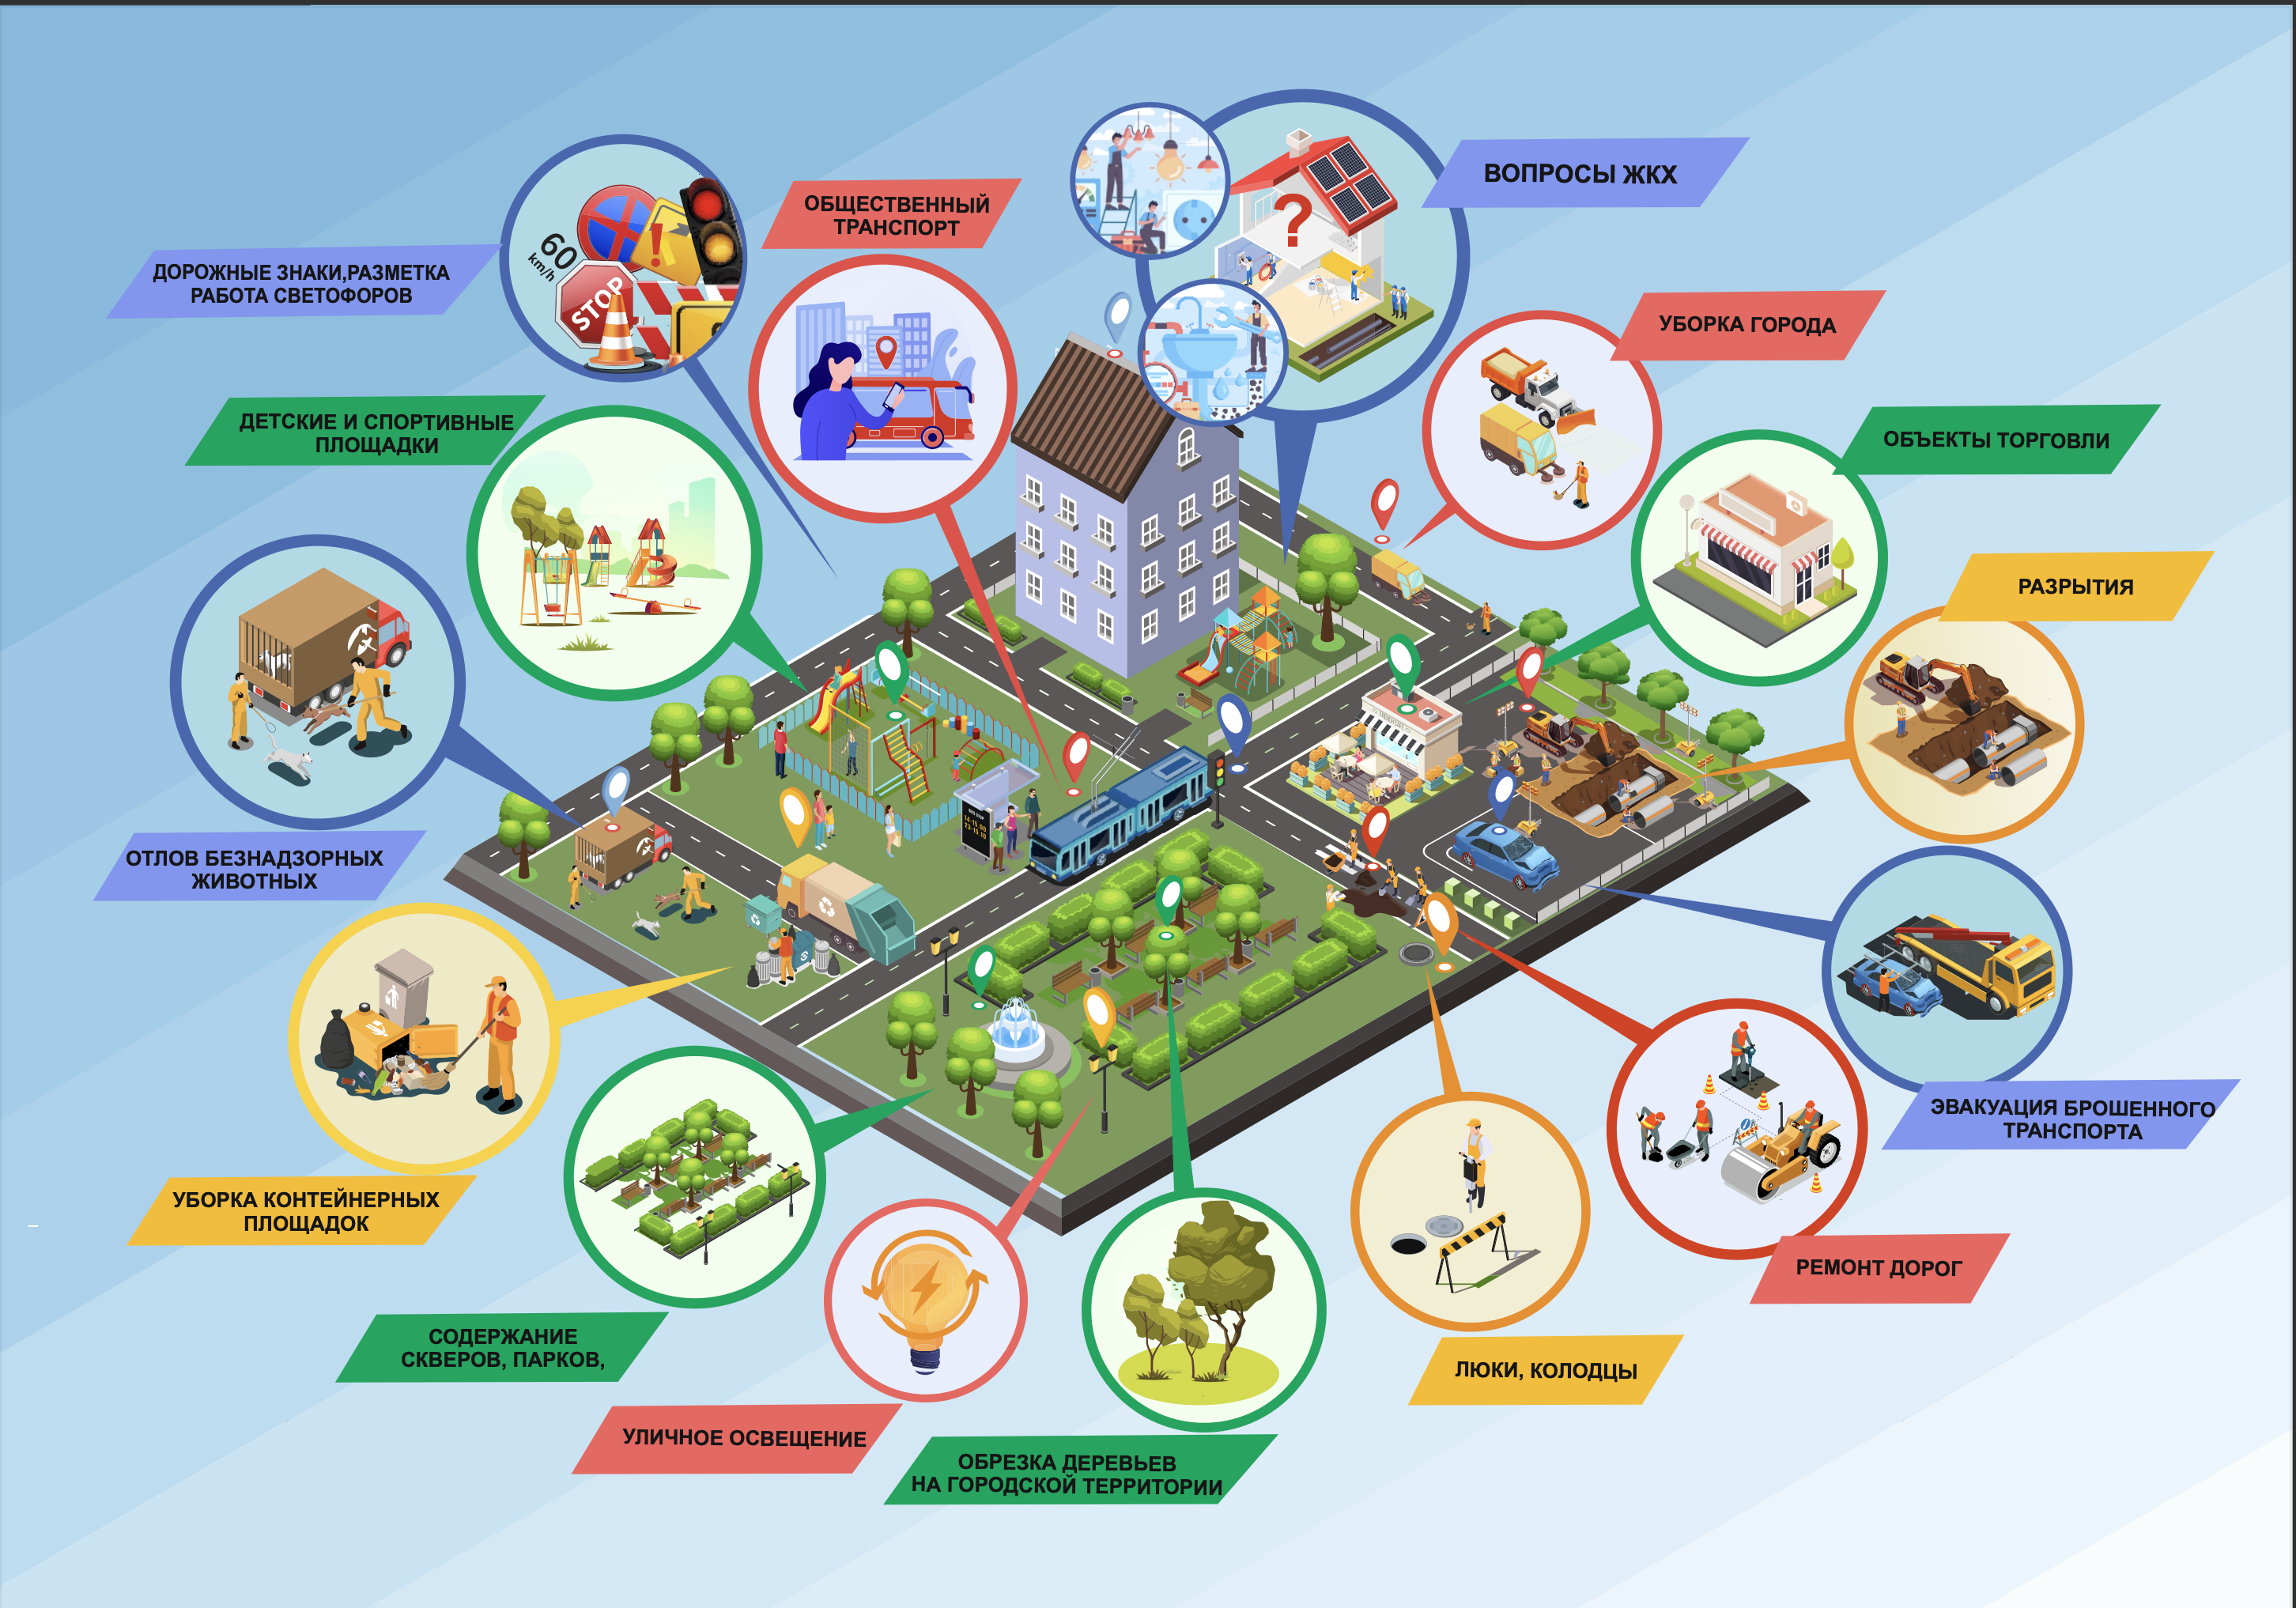 ВОПРОСЫ ЖКХ
ОБЩЕСТВЕННЫЙ
ТРАНСПОРТ
ДОРОЖНЫЕ ЗНАКИ,РАЗМЕТКА
РАБОТА СВЕТОФОРОВ
60
km/h
STOP
?
УБОРКА ГОРОДА
ДЕТСКИЕ И СПОРТИВНЫЕ
ПЛОЩАДКИ
ОБЪЕКТЫ ТОРГОВЛИ
РАЗРЫТИЯ
ОТЛОВ БЕЗНАДЗОРНЫХ
ЖИВОТНЫХ
ЭВАКУАЦИЯ БРОШЕННОГО
ТРАНСПОРТА
УБОРКА КОНТЕЙНЕРНЫХ
ПЛОЩАДОК
РЕМОНТ ДОРОГ
СОДЕРЖАНИЕ
СКВЕРОВ, ПАРКОВ,
ЛЮКИ, КОЛОДЦЫ
УЛИЧНОЕ ОСВЕЩЕНИЕ
ОБРЕЗКА ДЕРЕВЬЕВ
НА ГОРОДСКОЙ ТЕРРИТОРИИ